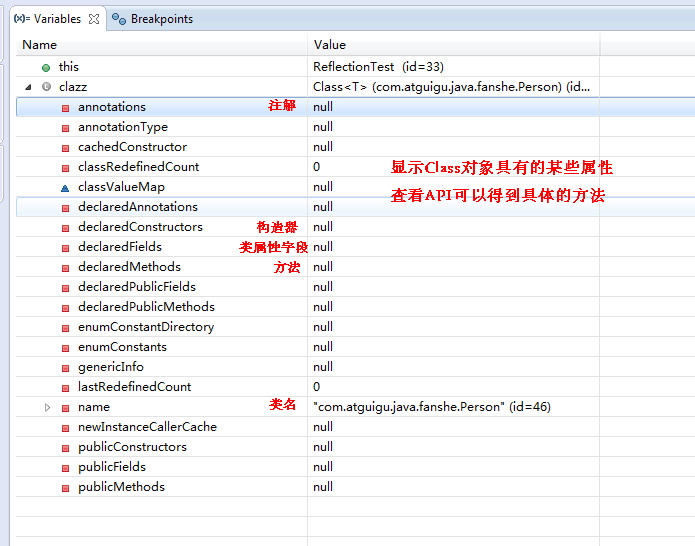 (x)= Variables Breakpoints
Name Value
this ReflectionTest (id=33)
clazz Class<T> (com.atguigu.java.fanshe.Person) (id...
annotations 注解 null
annotationType null
cachedConstructor null
classRedefinedCount 0 显示Class对象具有的某些属性
classValueMap null 查看API可以得到具体的方法
declaredAnnotations null
declaredConstructors 构造器 null
declaredFields 类属性字段 null
declaredMethods 方法 null
declaredPublicFields null
declaredPublicMethods null
enumConstantDirectory null
enumConstants null
genericInfo null
lastRedefinedCount 0
name 类名 "com.atguigu.java.fanshe.Person" (id=46)
newInstanceCallerCache null
publicConstructors null
publicFields null
publicMethods null